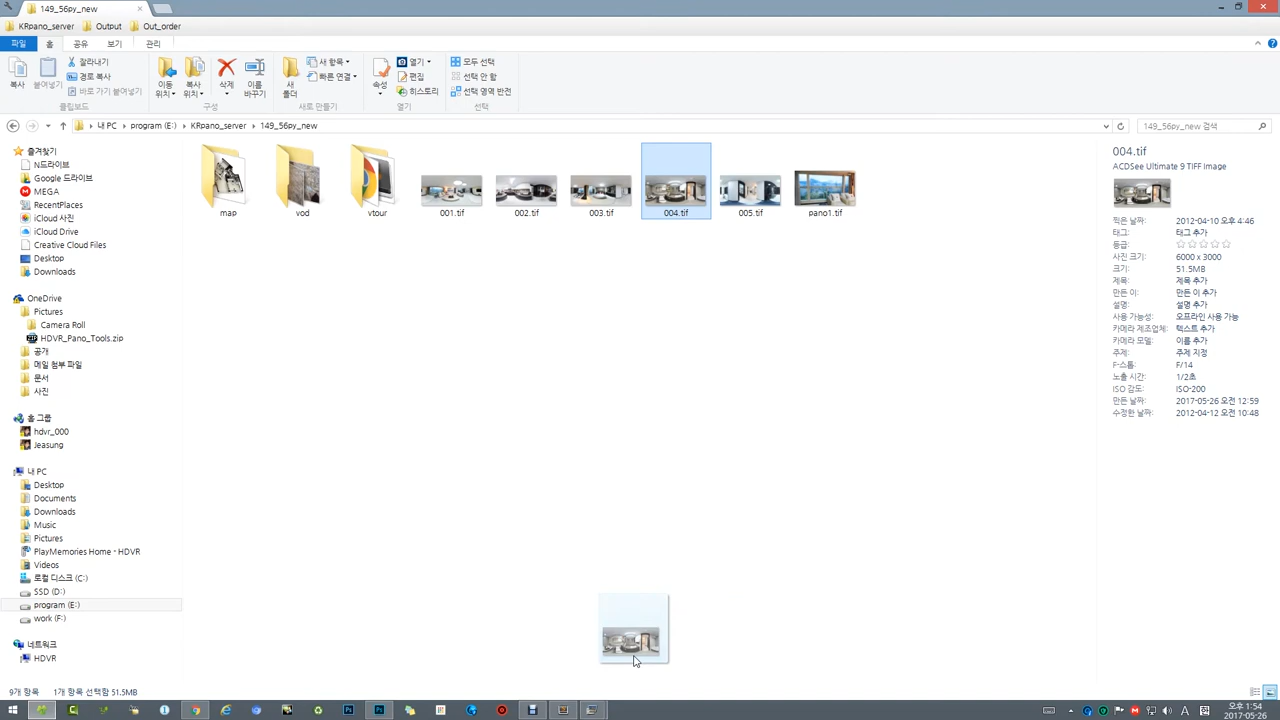 149_56py_new
KRpano_server
Output
Out_order
파일
홈
공유
보기
관리
복사
붙여넣기
잘라내기
경로 복사
바로 가기 붙여넣기
클립보드
이동 위치
복사 위치
삭제
이름 바꾸기
구성
새 폴더
새 항목
빠른 연결
새로 만들기
속성
열기
편집
히스토리
열기
모두 선택
선택 안 함
선택 영역 반전
선택
내 PC
program (E:)
KRpano_server
149_56py_new
149_56py_new 검색
즐겨찾기
N드라이브
Google 드라이브
MEGA
RecentPlaces
iCloud 사진
iCloud Drive
Creative Cloud Files
Desktop
Downloads
OneDrive
Pictures
Camera Roll
HDVR_Pano_Tools.zip
공개
메일 첨부 파일
문서
사진
홈 그룹
hdvr_000
Jeasung
내 PC
Desktop
Documents
Downloads
Music
Pictures
PlayMemories Home - HDVR
Videos
로컬 디스크 (C:)
SSD (D:)
program (E:)
work (F:)
네트워크
HDVR
map
vod
vtour
001.tif
002.tif
003.tif
004.tif
005.tif
pano1.tif
004.tif
ACDSee Ultimate 9 TIFF Image
찍은 날짜: 2012-04-10 오후 4:46
태그: 태그 추가
등급:
사진 크기: 6000 x 3000
크기: 51.5MB
제목: 제목 추가
만든 이: 만든 이 추가
설명: 설명 추가
사용 가능성: 오프라인 사용 가능
카메라 제조업체: 텍스트 추가
카메라 모델: 이름 추가
주제: 주제 지정
F-스톱: F/14
노출 시간: 1/2초
ISO 감도: ISO-200
만든 날짜: 2017-05-26 오전 12:59
수정한 날짜: 2012-04-12 오전 10:48
9개 항목
1개 항목 선택함 51.5MB
오후 1:54
2017-05-26